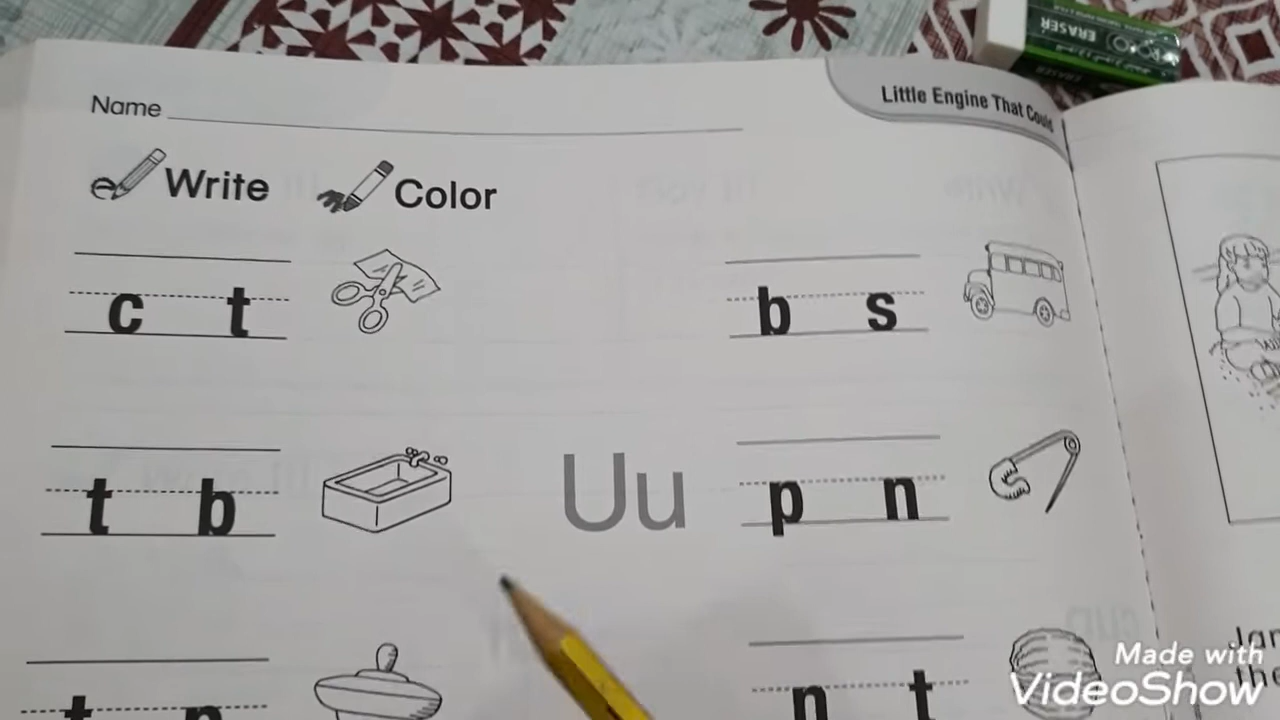 Little Engine That Could
Name
Write Color
c t
b s
t b
Uu
p n
t p
n t
ERASER
Made with
VideoShow